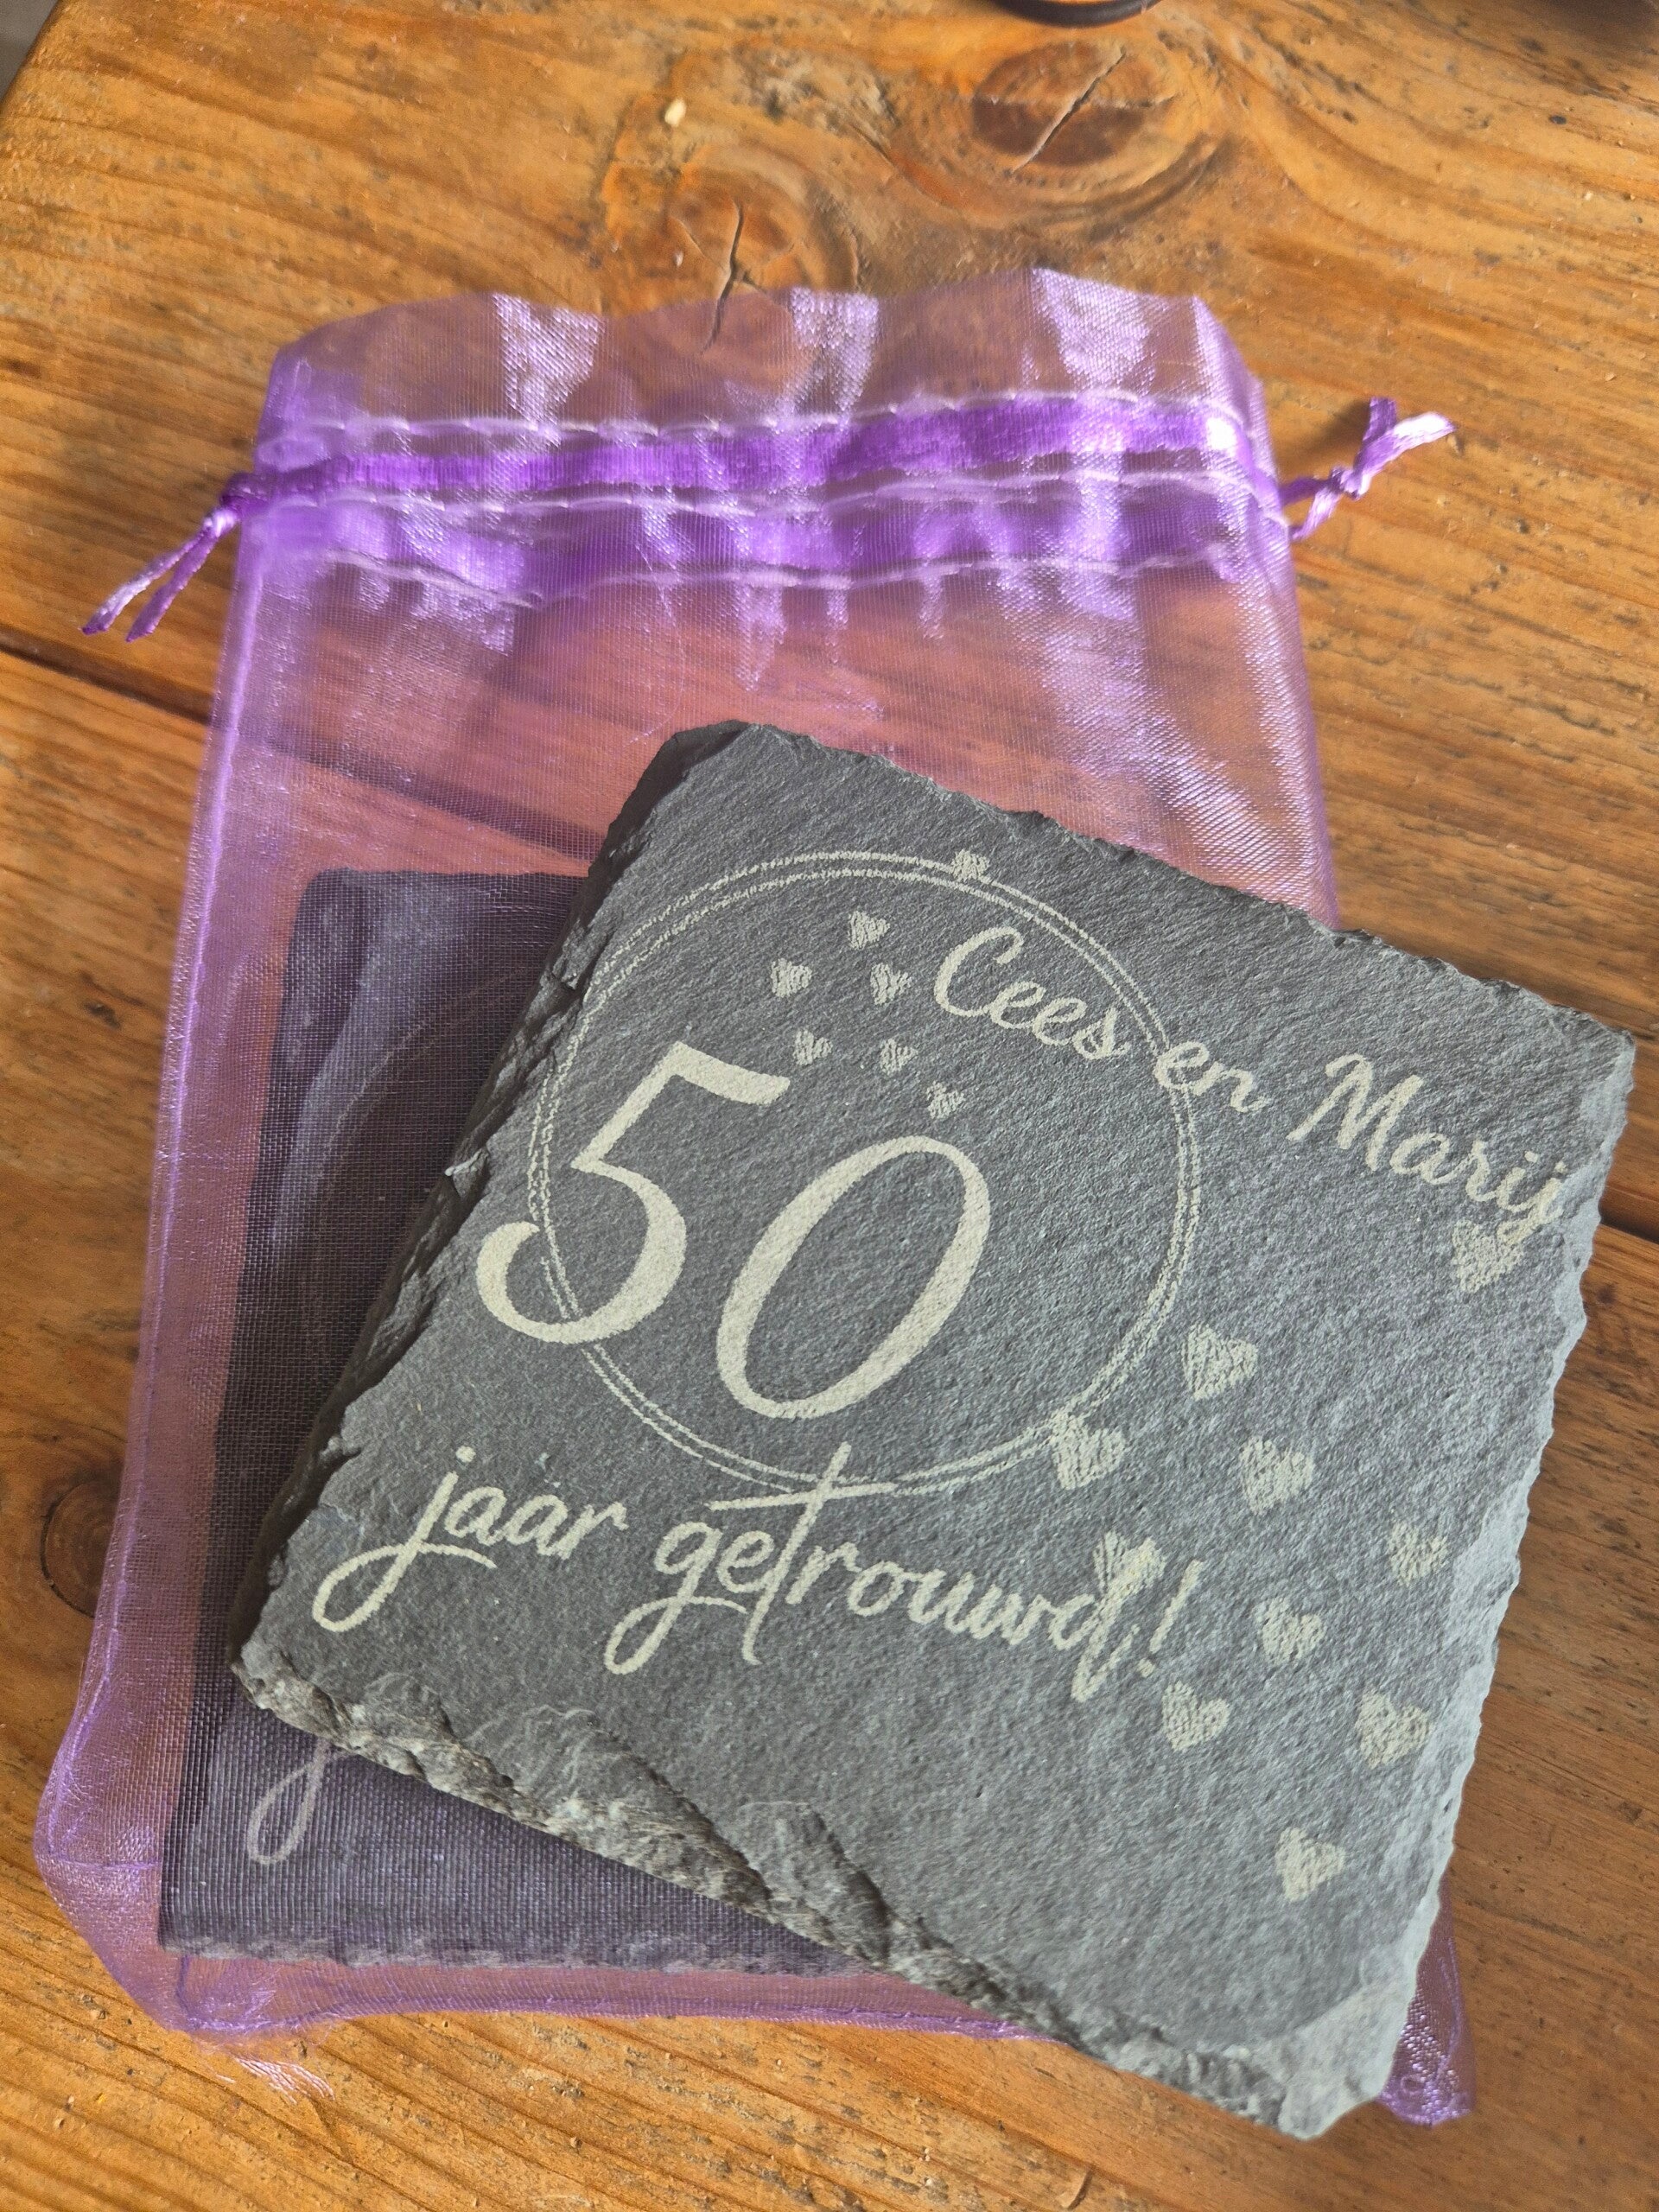 Cees en Marij
50
jaar getrouwd!
j